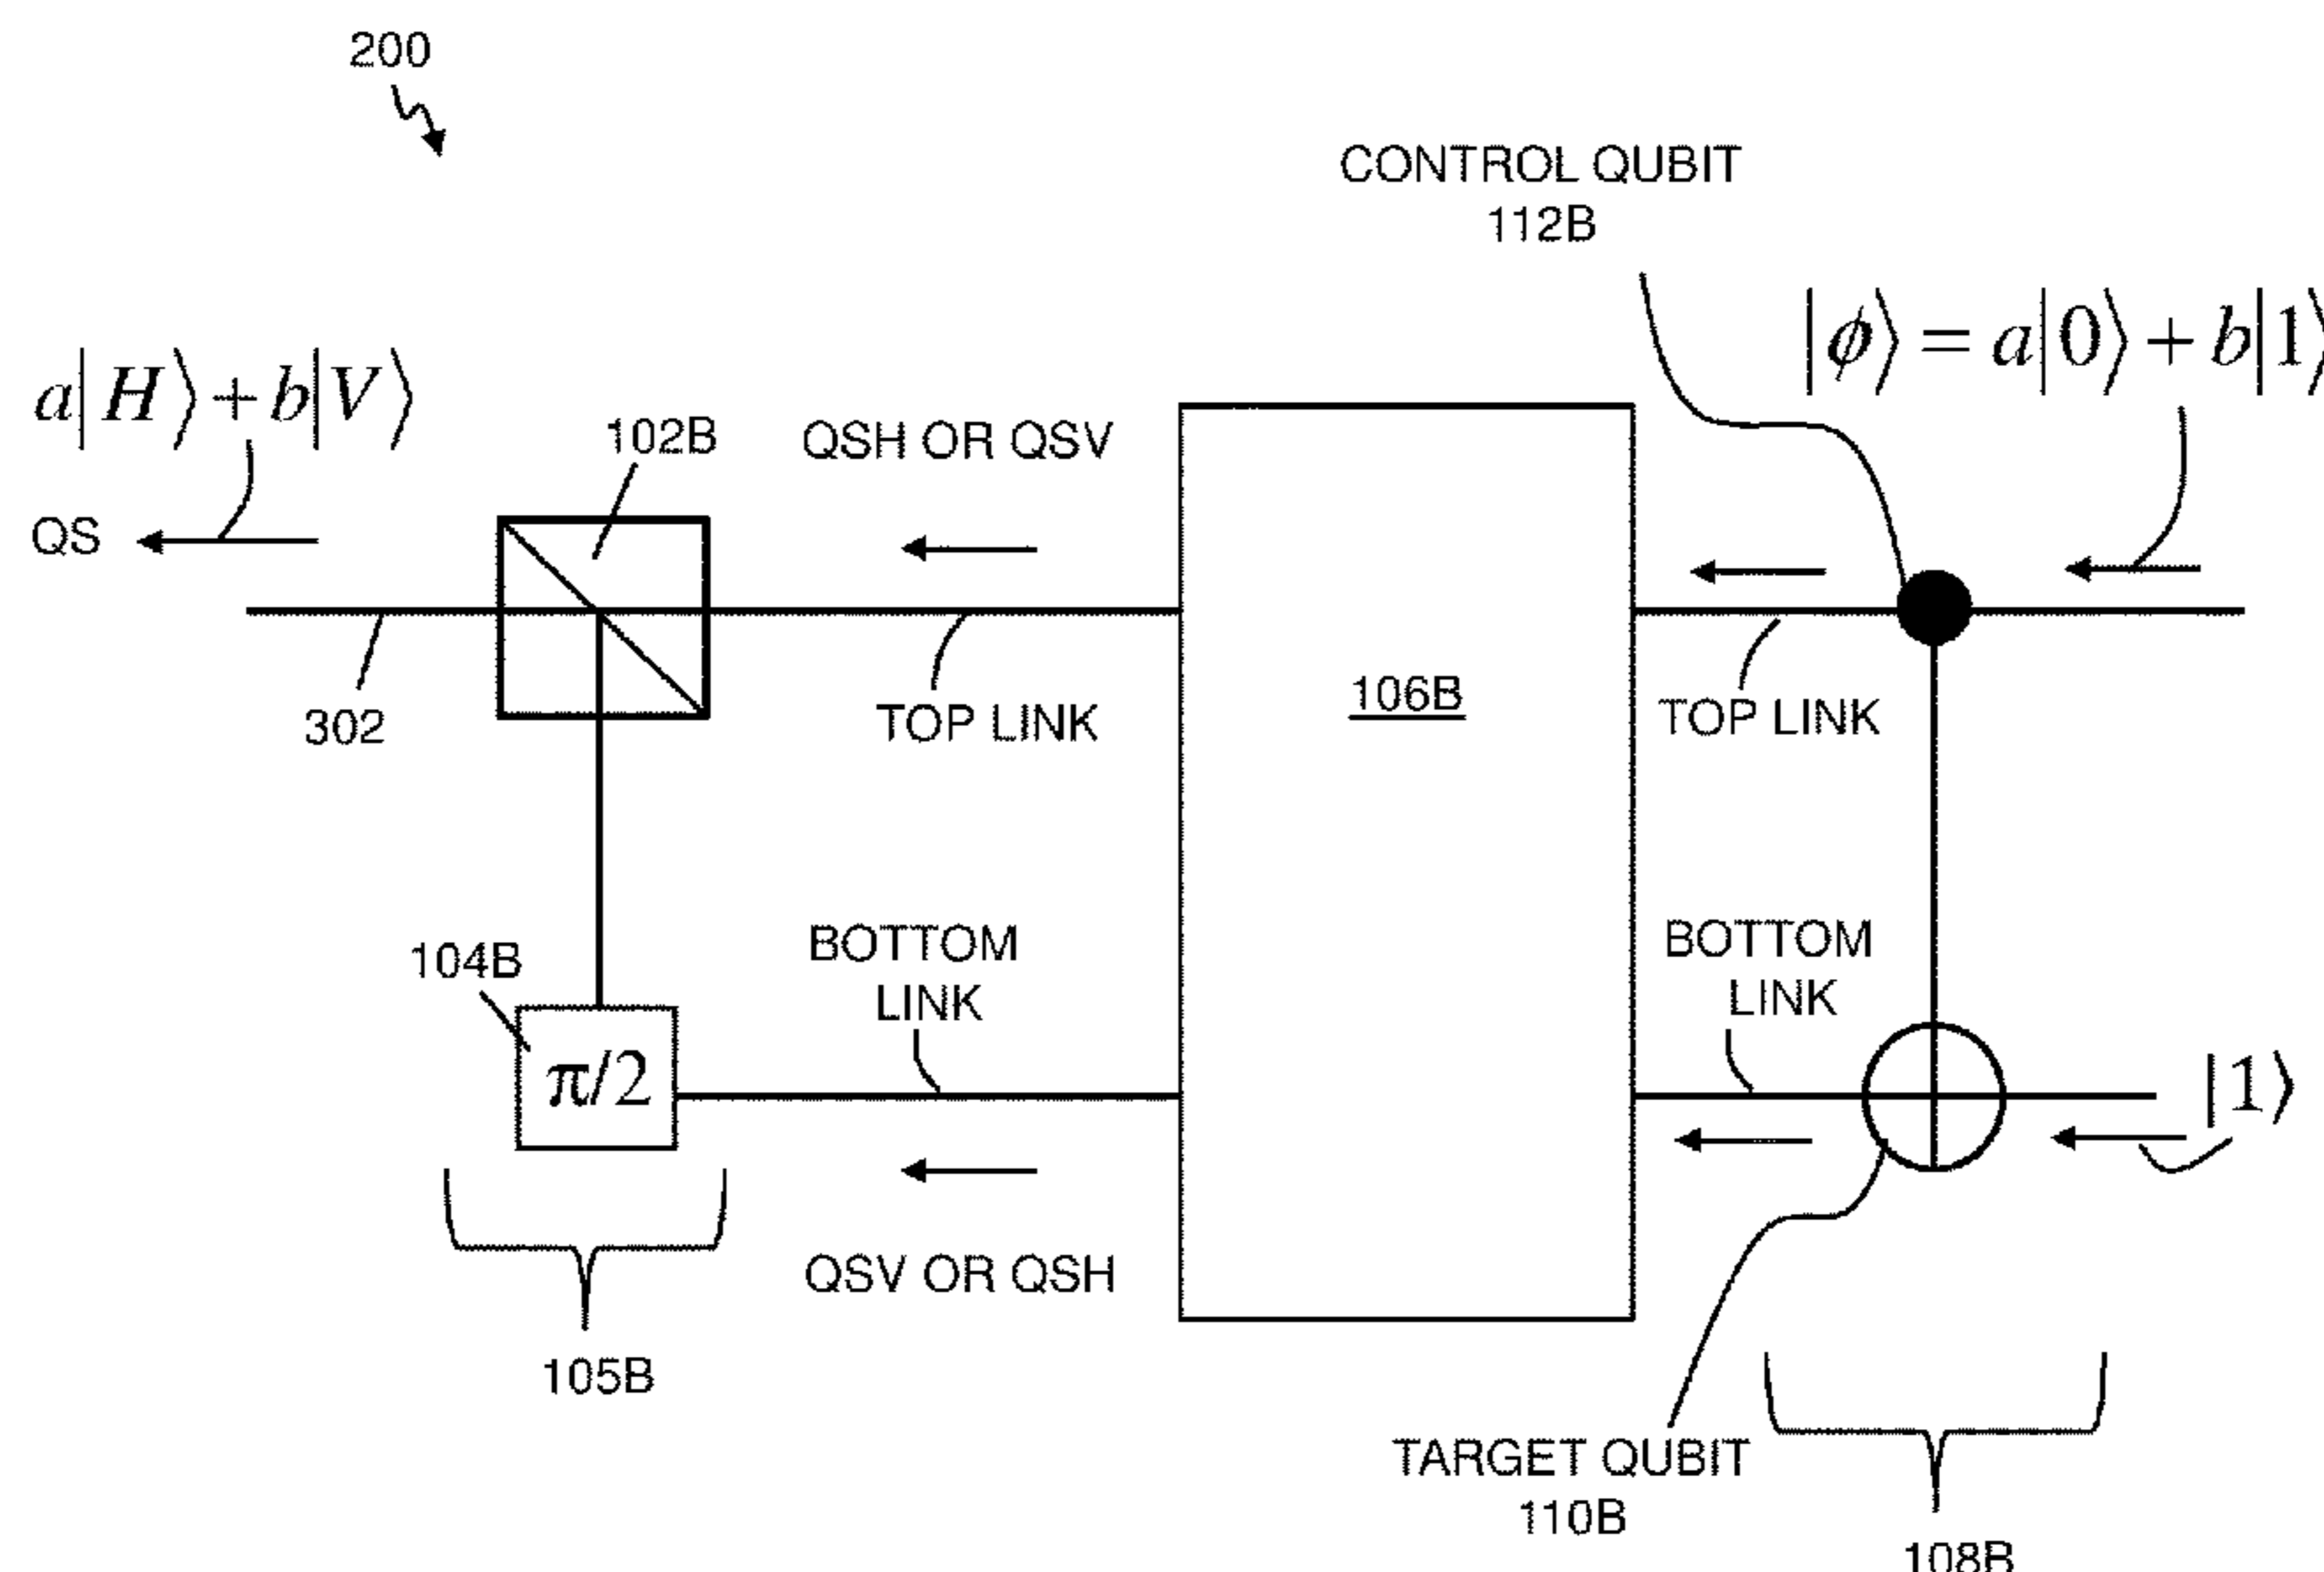 200
CONTROL QUBIT
112B
|ϕ⟩ = a|0⟩ + b|1⟩
a|H⟩ + b|V⟩
102B
QSH OR QSV
QS
106B
302
TOP LINK
TOP LINK
104B
BOTTOM
LINK
BOTTOM
LINK
π/2
|1⟩
QSV OR QSH
105B
TARGET QUBIT
110B
108B